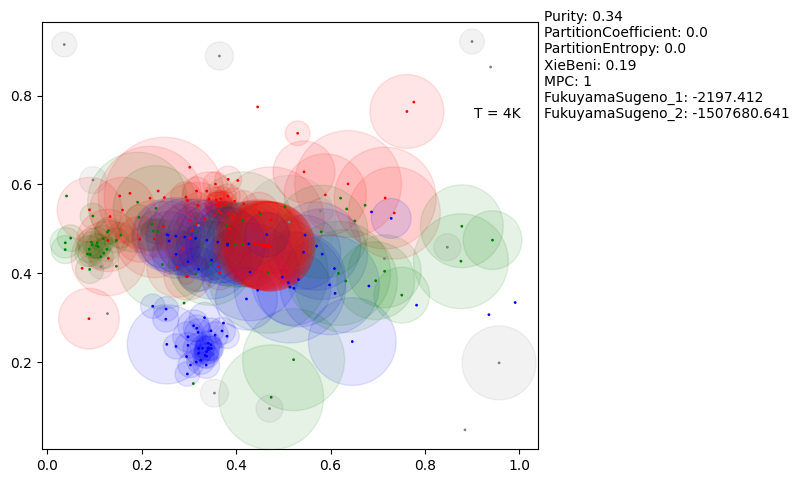 Purity: 0.34
PartitionCoefficient: 0.0
PartitionEntropy: 0.0
XieBeni: 0.19
MPC: 1
FukuyamaSugeno_1: -2197.412
FukuyamaSugeno_2: -1507680.641
T = 4K
0.8
0.6
0.4
0.2
0.0 0.2 0.4 0.6 0.8 1.0